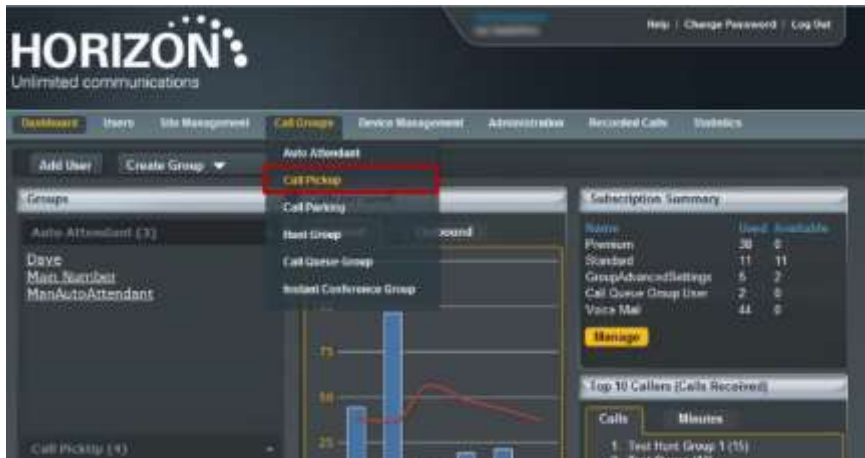 HORIZON
Unlimited communications
Help | Change Password | Log Out
Dashboard Users Site Management Call Groups Device Management Administration Recorded Calls Statistics
Add User Create Group
Auto Attendant
Call Pickup
Call Parking
Hunt Group
Call Queue Group
Instant Conference Group
Groups
Auto Attendant (3)
Dave
Main Number
ManAutoAttendant
Call PickUp (4)
75
50
25
Subscription Summary
Name Used Available
Premium 38 0
Standard 11 11
GroupAdvancedSettings 5 2
Call Queue Group User 2 0
Voice Mail 44 0
Manage
Top 10 Callers (Calls Received)
Calls Minutes
1. Test Hunt Group 1 (15)